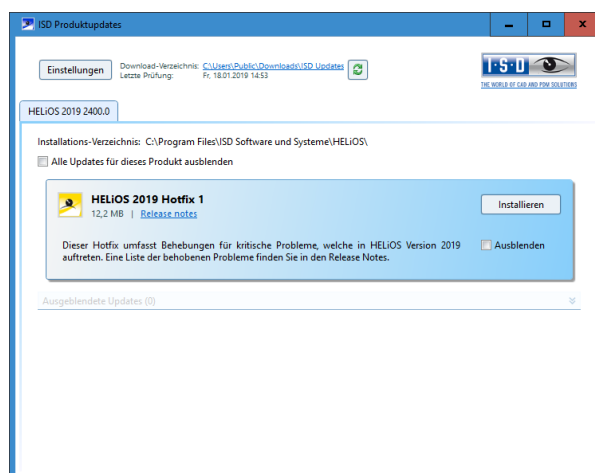 ISD Produktupdates
Einstellungen
Download-Verzeichnis: C:\Users\Public\Downloads\ISD Updates
Letzte Prüfung: Fr, 18.01.2019 14:53
I·S·D
THE WORLD OF CAD AND PDM SOLUTIONS
HELiOS 2019 2400.0
Installations-Verzeichnis: C:\Program Files\ISD Software und Systeme\HELiOS\
Alle Updates für dieses Produkt ausblenden
HELiOS 2019 Hotfix 1
12,2 MB | Release notes
Installieren
Dieser Hotfix umfasst Behebungen für kritische Probleme, welche in HELiOS Version 2019
auftreten. Eine Liste der behobenen Probleme finden Sie in den Release Notes.
Ausblenden
Ausgeblendete Updates (0)